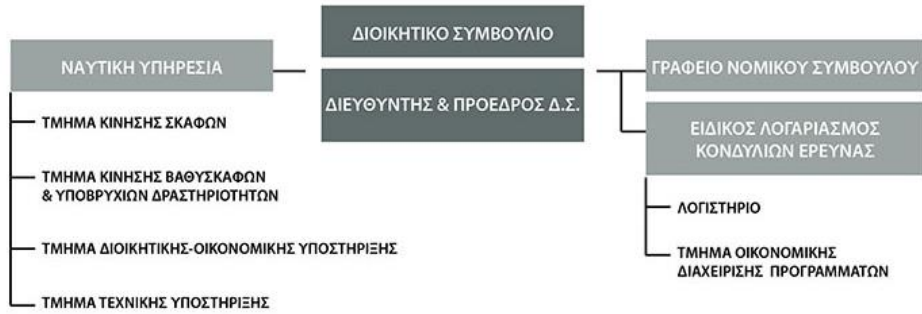 ΔΙΟΙΚΗΤΙΚΟ ΣΥΜΒΟΥΛΙΟ
ΔΙΕΥΘΥΝΤΗΣ & ΠΡΟΕΔΡΟΣ Δ.Σ.
ΝΑΥΤΙΚΗ ΥΠΗΡΕΣΙΑ
ΤΜΗΜΑ ΚΙΝΗΣΗΣ ΣΚΑΦΩΝ
ΤΜΗΜΑ ΚΙΝΗΣΗΣ ΒΑΘΥΣΚΑΦΩΝ
& ΥΠΟΒΡΥΧΙΩΝ ΔΡΑΣΤΗΡΙΟΤΗΤΩΝ
ΤΜΗΜΑ ΔΙΟΙΚΗΤΙΚΗΣ-ΟΙΚΟΝΟΜΙΚΗΣ ΥΠΟΣΤΗΡΙΞΗΣ
ΤΜΗΜΑ ΤΕΧΝΙΚΗΣ ΥΠΟΣΤΗΡΙΞΗΣ
ΓΡΑΦΕΙΟ ΝΟΜΙΚΟΥ ΣΥΜΒΟΥΛΟΥ
ΕΙΔΙΚΟΣ ΛΟΓΑΡΙΑΣΜΟΣ
ΚΟΝΔΥΛΙΩΝ ΕΡΕΥΝΑΣ
ΛΟΓΙΣΤΗΡΙΟ
ΤΜΗΜΑ ΟΙΚΟΝΟΜΙΚΗΣ
ΔΙΑΧΕΙΡΙΣΗΣ ΠΡΟΓΡΑΜΜΑΤΩΝ